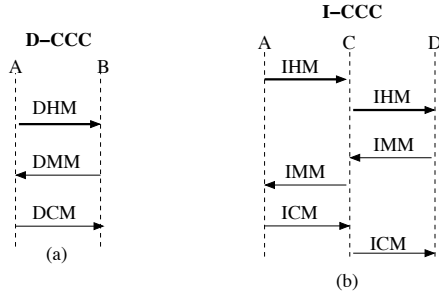 D–CCC
A B
DHM
DMM
DCM
(a)
I–CCC
A C D
IHM
IHM
IMM
IMM
ICM
ICM
(b)